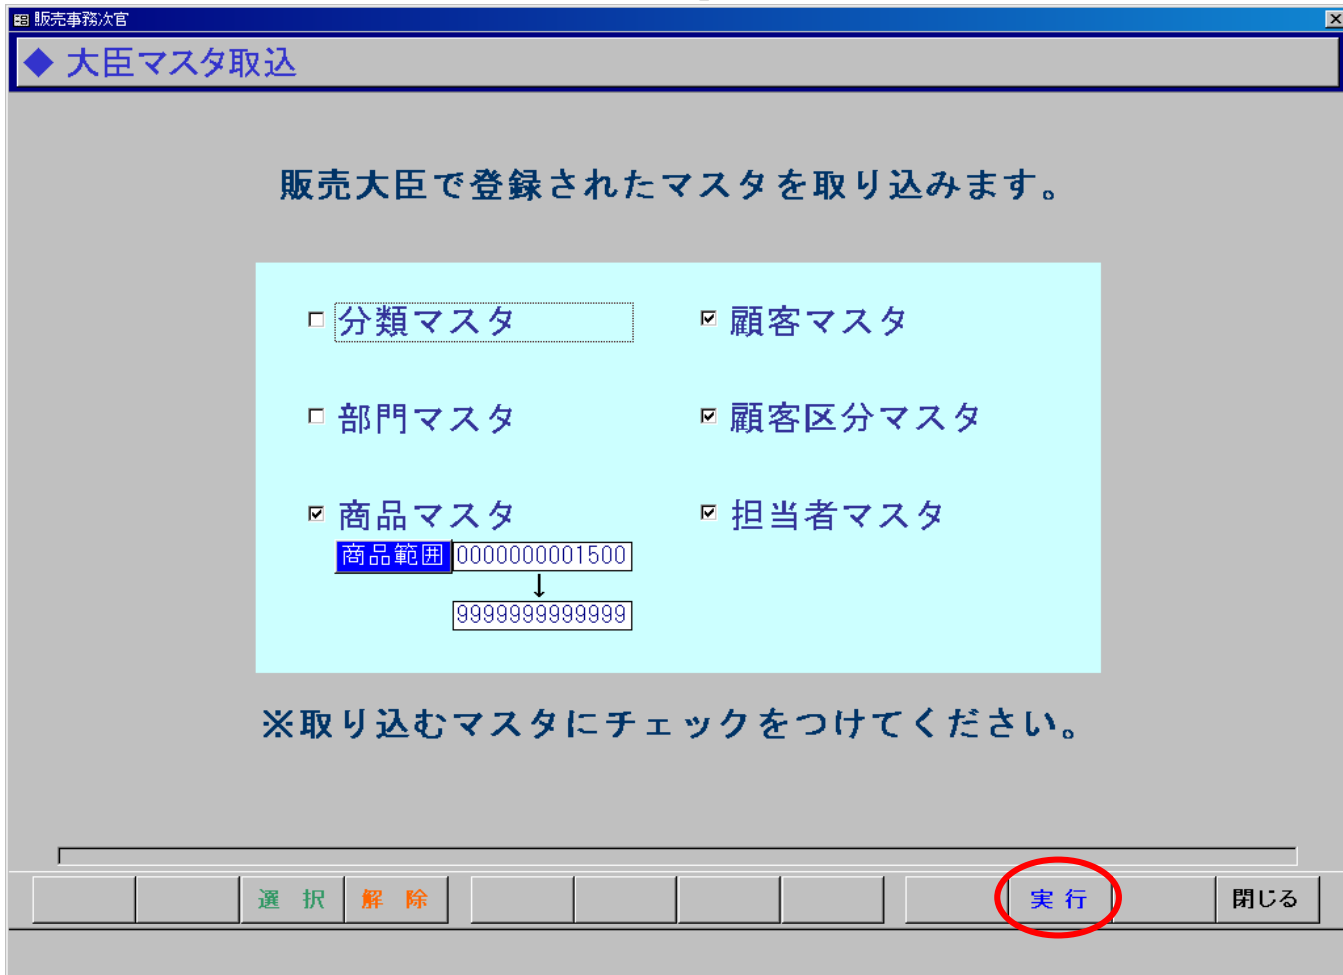 販売事務次官
◆ 大臣マスタ取込
販売大臣で登録されたマスタを取り込みます。
分類マスタ
顧客マスタ
部門マスタ
顧客区分マスタ
商品マスタ
担当者マスタ
商品範囲 0000000001500
↓
9999999999999
※取り込むマスタにチェックをつけてください。
選択 解除 実行 閉じる